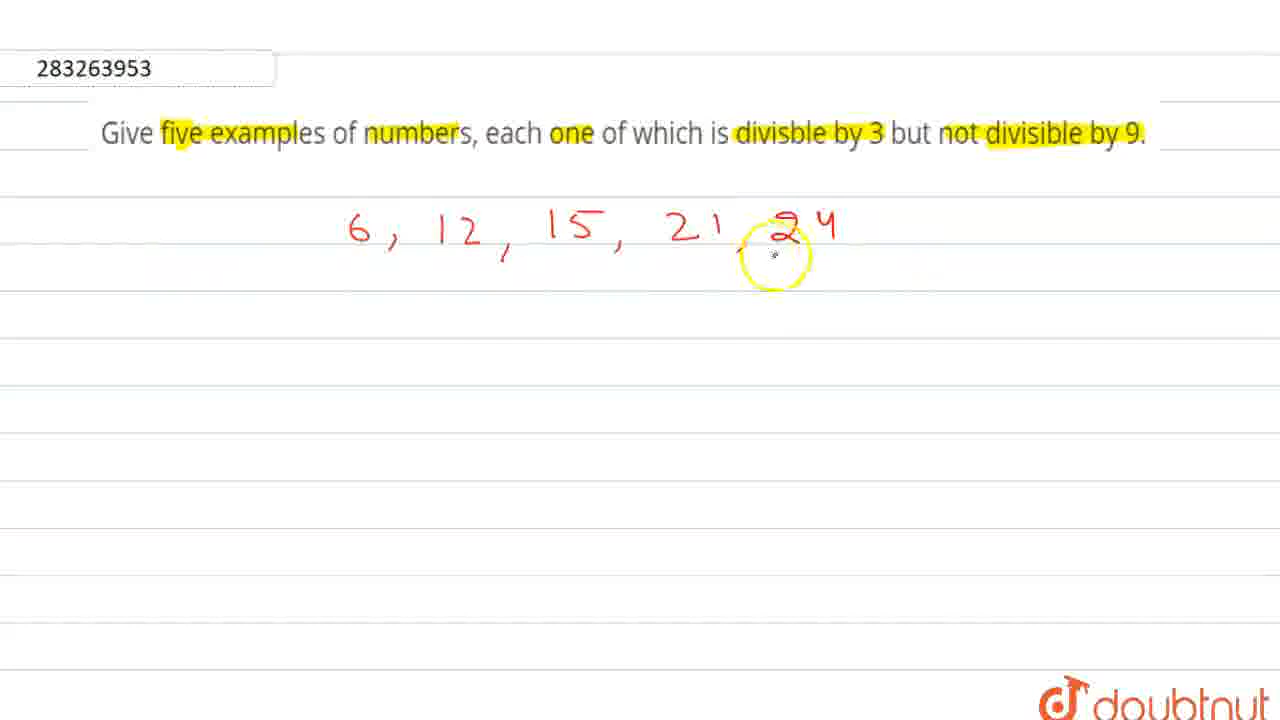 283263953
Give five examples of numbers, each one of which is divisble by 3 but not divisible by 9.
6, 12, 15, 21, 24
doubtnut